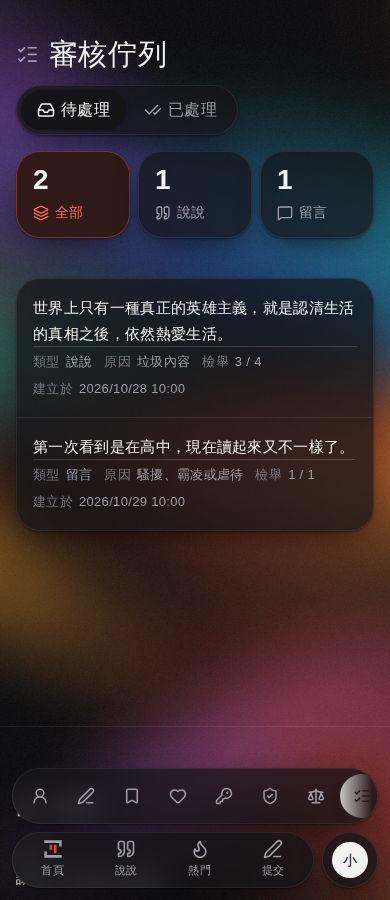 審核佇列
待處理 已處理
2 1 1
全部 說說 留言
世界上只有一種真正的英雄主義，就是認清生活
的真相之後，依然熱愛生活。
類型 說說 原因 垃圾內容 檢舉 3 / 4
建立於 2026/10/28 10:00
第一次看到是在高中，現在讀起來又不一樣了。
類型 留言 原因 騷擾、霸凌或虐待 檢舉 1 / 1
建立於 2026/10/29 10:00
首頁 說說 熱門 提交 小